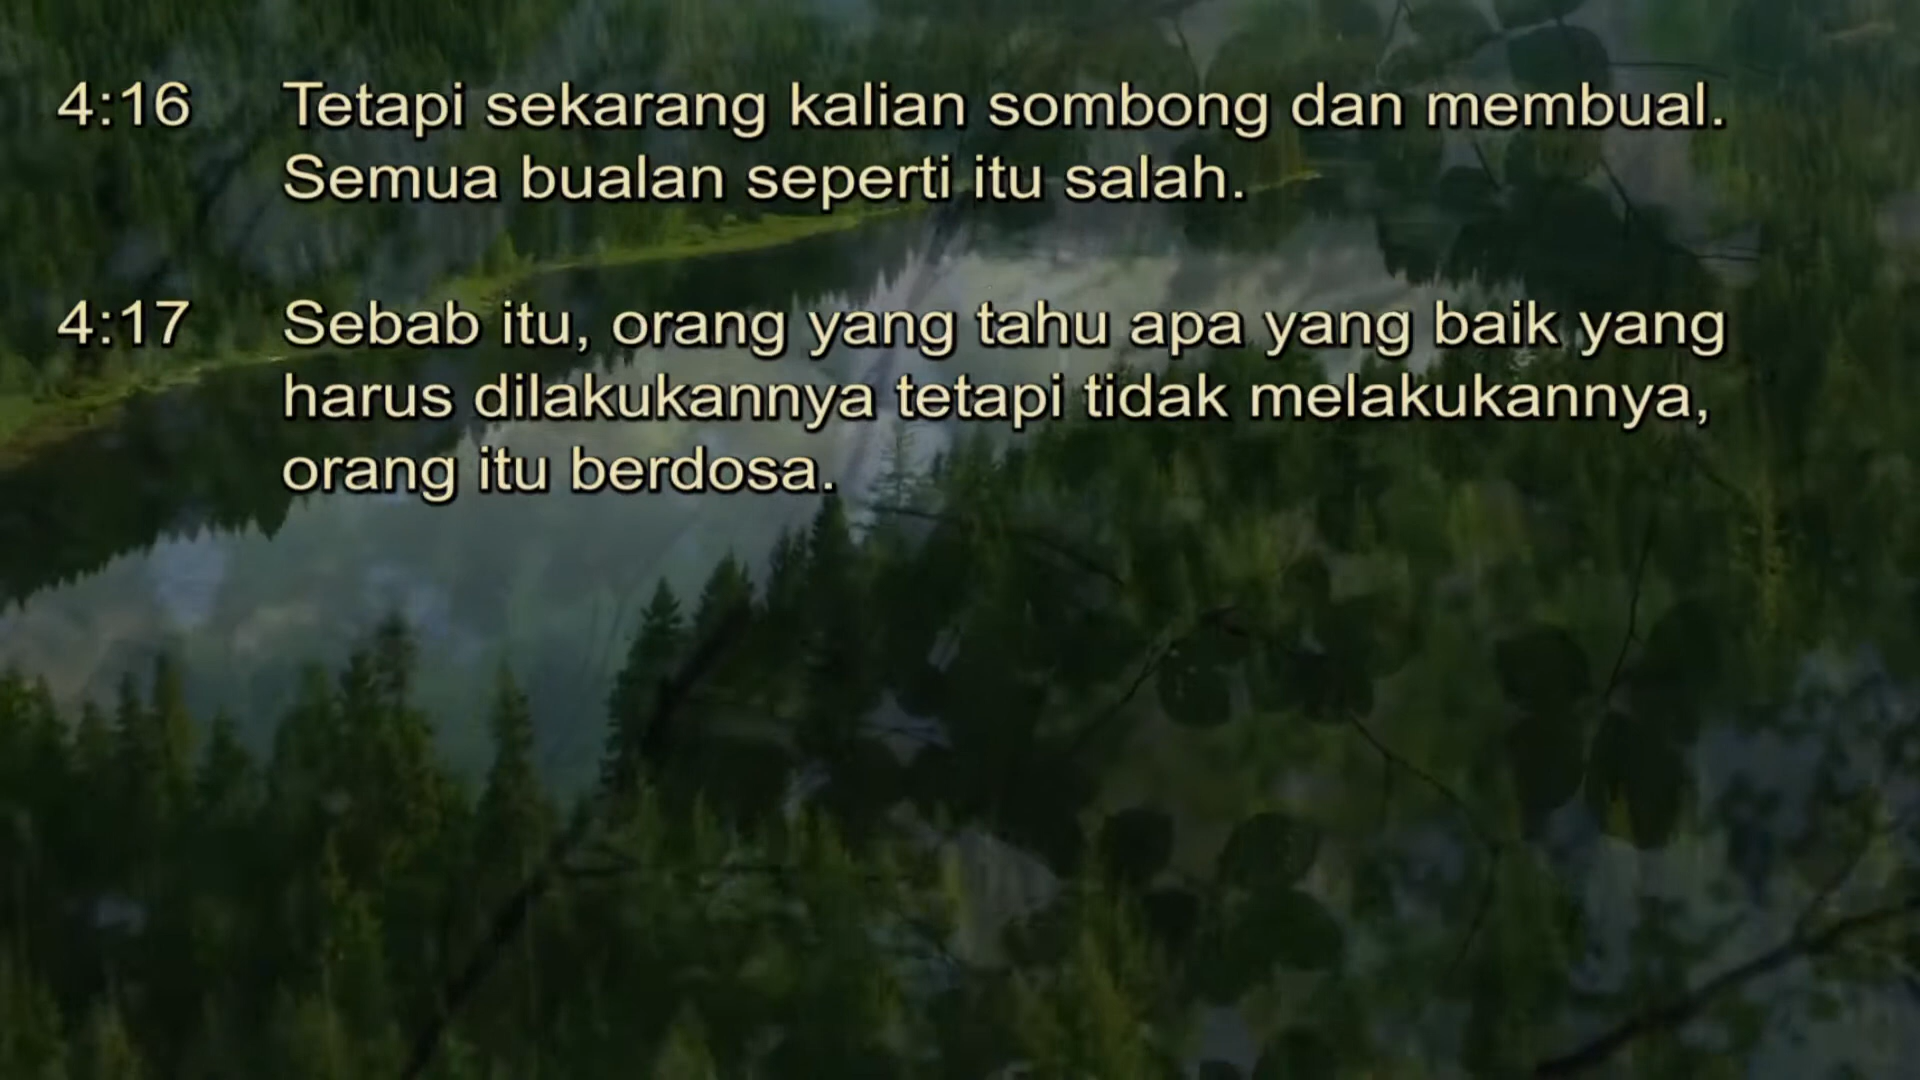 4:16 Tetapi sekarang kalian sombong dan membual.
Semua bualan seperti itu salah.
4:17 Sebab itu, orang yang tahu apa yang baik yang
harus dilakukannya tetapi tidak melakukannya,
orang itu berdosa.